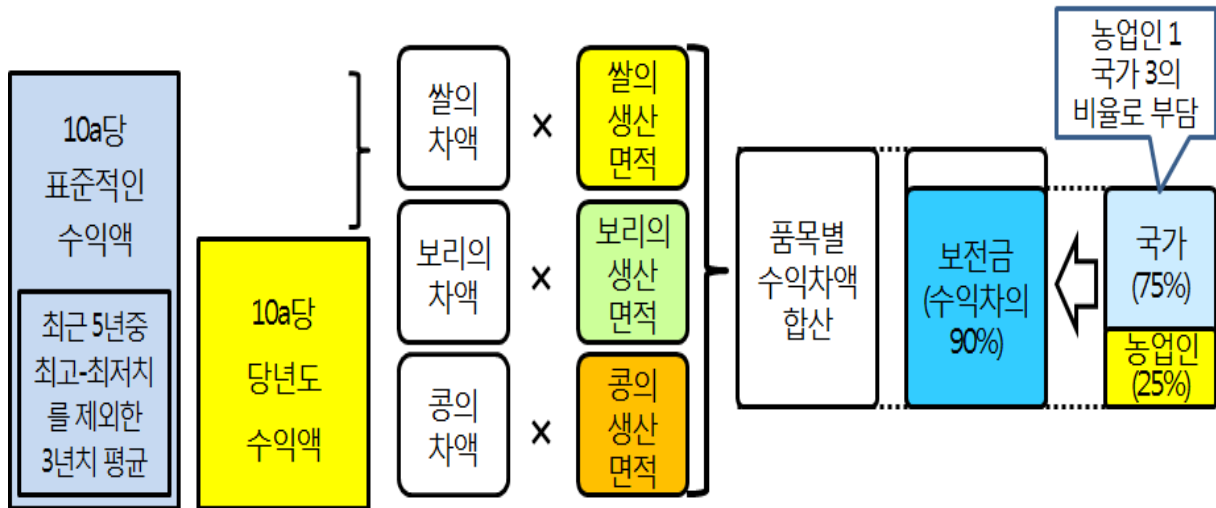 10a당
표준적인
수익액
최근 5년중
최고-최저치
를 제외한
3년치 평균
10a당
당년도
수익액
쌀의
차액
×
쌀의
생산
면적
보리의
차액
×
보리의
생산
면적
콩의
차액
×
콩의
생산
면적
품목별
수익차액
합산
보전금
(수익차의
90%)
농업인 1
국가 3의
비율로 부담
국가
(75%)
농업인
(25%)